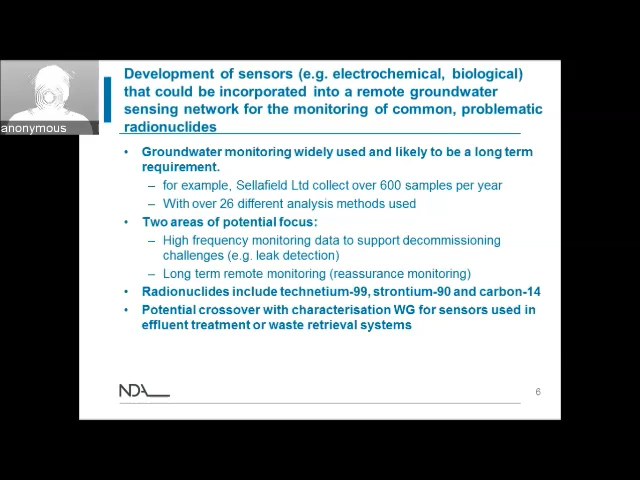 anonymous
Development of sensors (e.g. electrochemical, biological)
that could be incorporated into a remote groundwater
sensing network for the monitoring of common, problematic
radionuclides
• Groundwater monitoring widely used and likely to be a long term
requirement.
– for example, Sellafield Ltd collect over 600 samples per year
– With over 26 different analysis methods used
• Two areas of potential focus:
– High frequency monitoring data to support decommissioning
challenges (e.g. leak detection)
– Long term remote monitoring (reassurance monitoring)
• Radionuclides include technetium-99, strontium-90 and carbon-14
• Potential crossover with characterisation WG for sensors used in
effluent treatment or waste retrieval systems
NDA
6